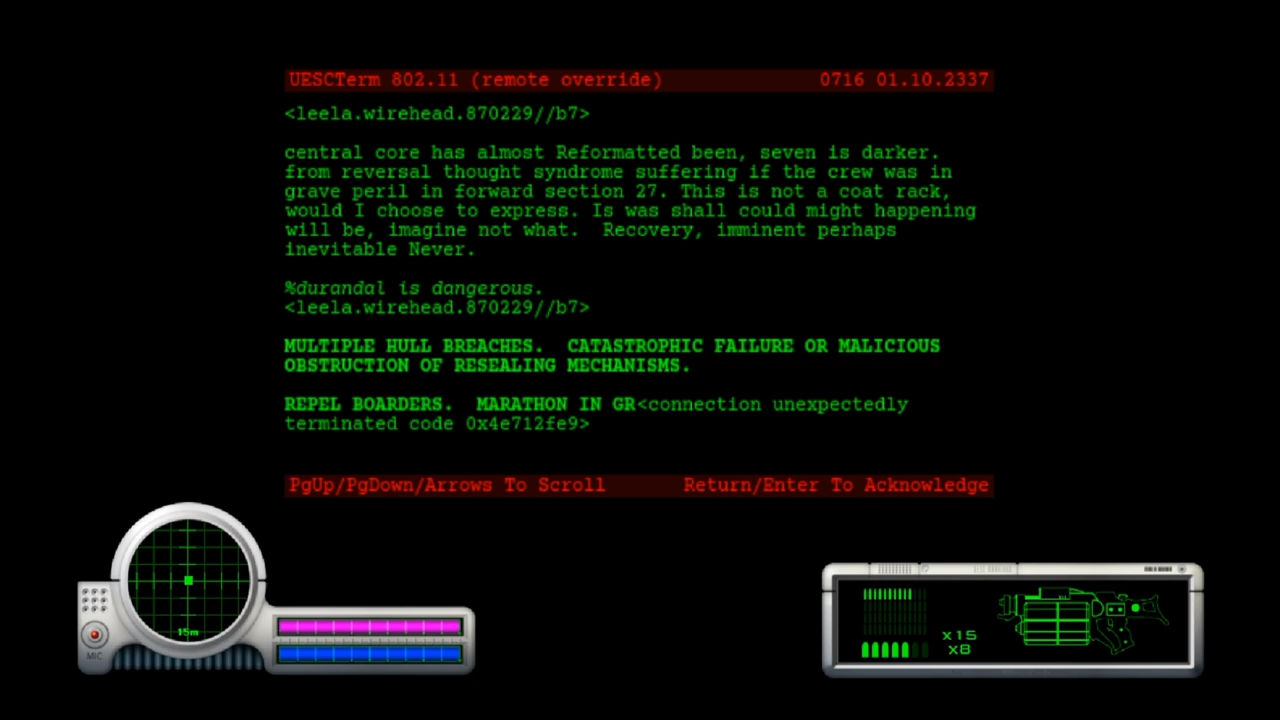 UESCTerm 802.11 (remote override) 0716 01.10.2337
<leela.wirehead.870229//b7>
central core has almost Reformatted been, seven is darker.
from reversal thought syndrome suffering if the crew was in
grave peril in forward section 27. This is not a coat rack,
would I choose to express. Is was shall could might happening
will be, imagine not what.  Recovery, imminent perhaps
inevitable Never.
%durandal is dangerous.
<leela.wirehead.870229//b7>
MULTIPLE HULL BREACHES.  CATASTROPHIC FAILURE OR MALICIOUS
OBSTRUCTION OF RESEALING MECHANISMS.
REPEL BOARDERS.  MARATHON IN GR<connection unexpectedly
terminated code 0x4e712fe9>
PgUp/PgDown/Arrows To Scroll Return/Enter To Acknowledge
15m
MIC
x15
x8